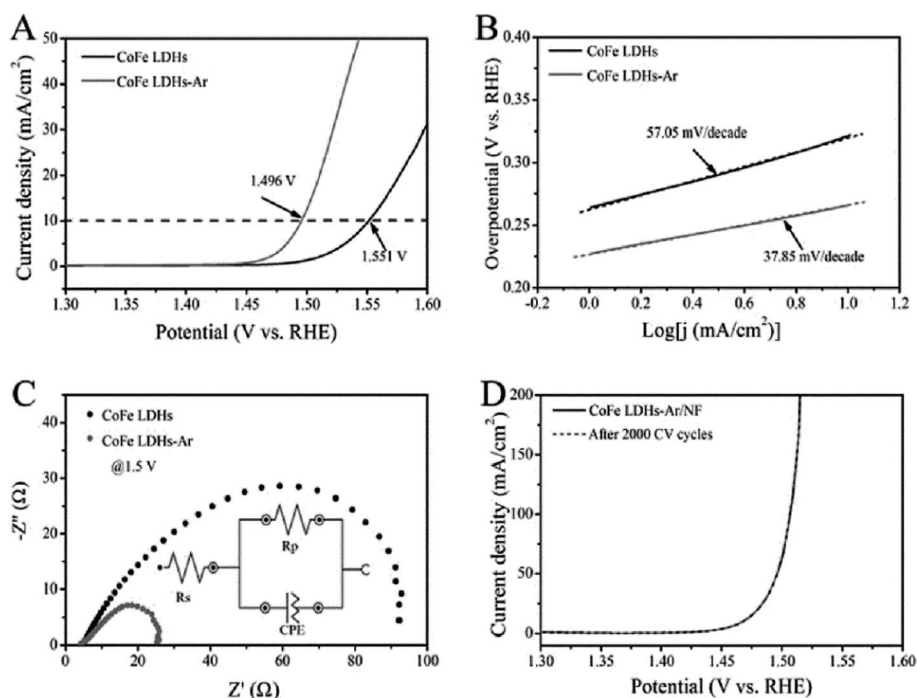 A
50
40
30
20
10
0
Current density (mA/cm²)
CoFe LDHs
CoFe LDHs-Ar
1.496 V
1.551 V
1.30 1.35 1.40 1.45 1.50 1.55 1.60
Potential (V vs. RHE)
B
0.40
0.35
0.30
0.25
0.20
Overpotential (V vs. RHE)
CoFe LDHs
CoFe LDHs-Ar
57.05 mV/decade
37.85 mV/decade
-0.2 0.0 0.2 0.4 0.6 0.8 1.0 1.2
Log[j (mA/cm²)]
C
40
30
20
10
0
-Z'' (Ω)
CoFe LDHs
CoFe LDHs-Ar
@1.5 V
Rp
Rs
CPE
0 20 40 60 80 100
Z' (Ω)
D
200
150
100
50
0
Current density (mA/cm²)
CoFe LDHs-Ar/NF
After 2000 CV cycles
1.30 1.35 1.40 1.45 1.50 1.55 1.60
Potential (V vs. RHE)